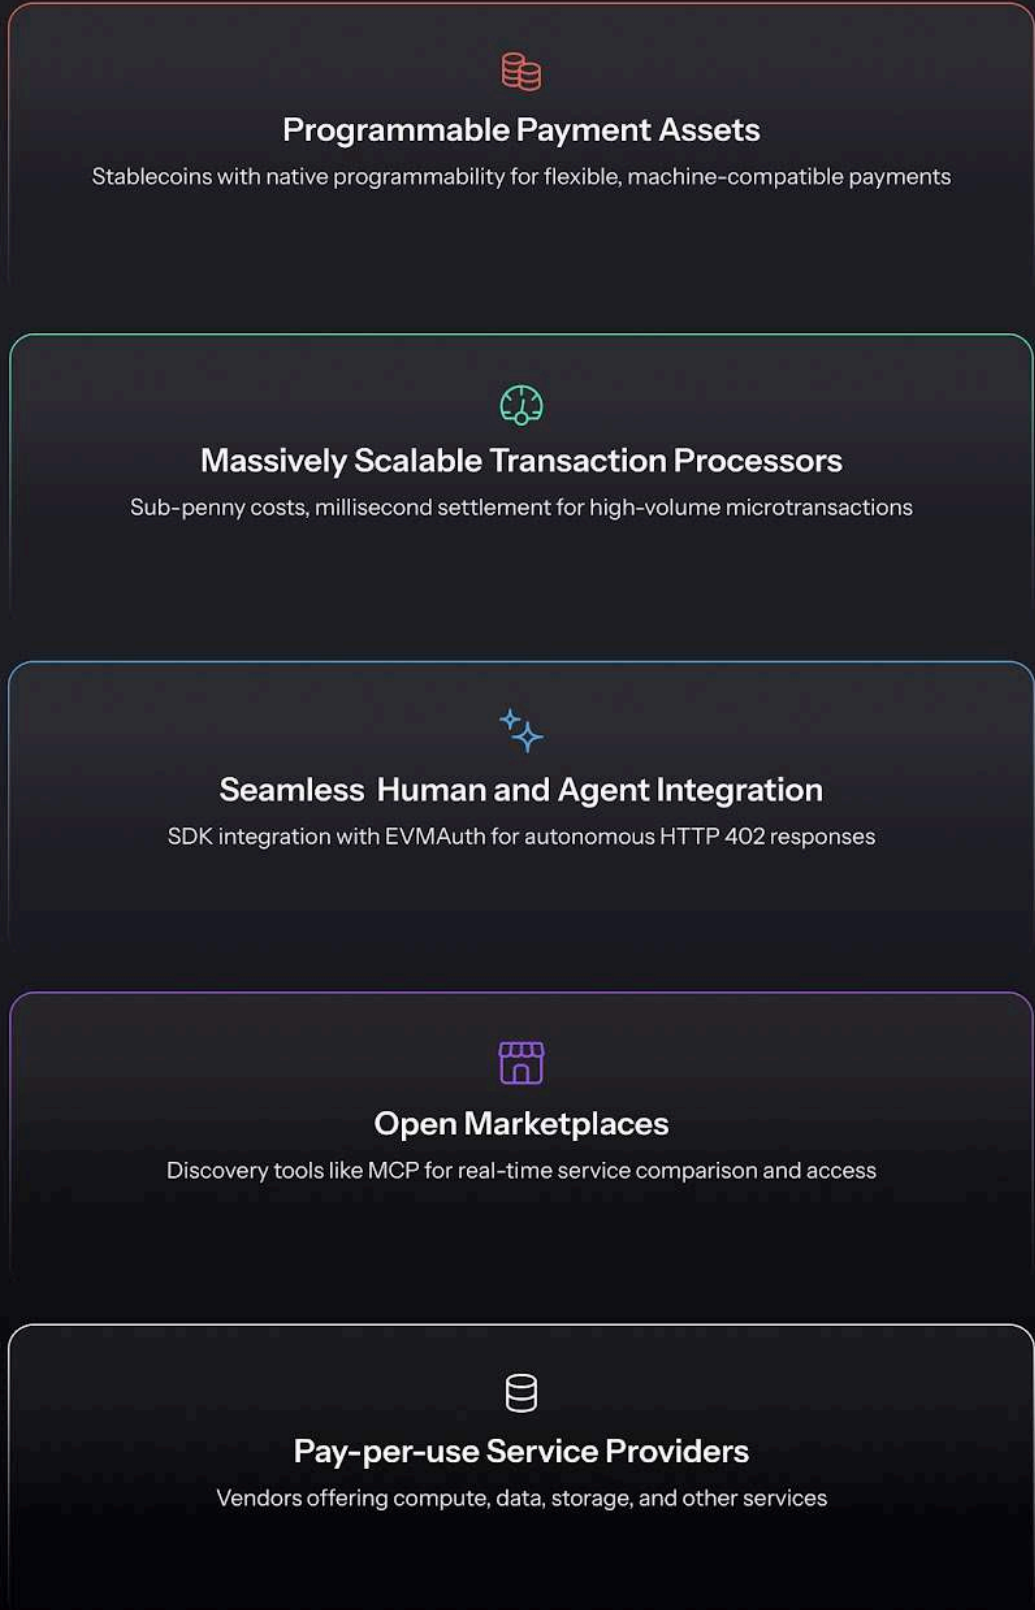 Programmable Payment Assets
Stablecoins with native programmability for flexible, machine-compatible payments
Massively Scalable Transaction Processors
Sub-penny costs, millisecond settlement for high-volume microtransactions
Seamless  Human and Agent Integration
SDK integration with EVMAuth for autonomous HTTP 402 responses
Open Marketplaces
Discovery tools like MCP for real-time service comparison and access
Pay-per-use Service Providers
Vendors offering compute, data, storage, and other services